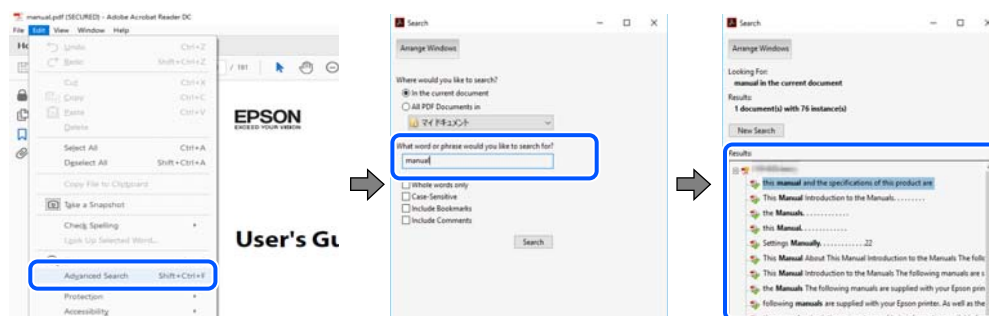 manual.pdf (SECURED) - Adobe Acrobat Reader DC
File Edit View Window Help
Undo Ctrl+Z
Redo Shift+Ctrl+Z
Cut Ctrl+X
Copy Ctrl+C
Paste Ctrl+V
Delete
Select All Ctrl+A
Deselect All Shift+Ctrl+A
Copy File to Clipboard
Take a Snapshot
Check Spelling
Look Up Selected Word...
Advanced Search Shift+Ctrl+F
Protection
Accessibility
/ 181
EPSON
EXCEED YOUR VISION
User's Gu
Search
Arrange Windows
Where would you like to search?
In the current document
All PDF Documents in
マイ ドキュメント
What word or phrase would you like to search for?
manual
Whole words only
Case-Sensitive
Include Bookmarks
Include Comments
Search
Search
Arrange Windows
Looking For:
manual in the current document
Results:
1 document(s) with 76 instance(s)
New Search
Results
this manual and the specifications of this product are
This Manual Introduction to the Manuals. . . . . . . . .
the Manuals. . . . . . . . . . . .
this Manual. . . . . . . . . . . .
Settings Manually. . . . . . . . . . . .22
This Manual About This Manual Introduction to the Manuals The follo
This Manual Introduction to the Manuals The following manuals are s
the Manuals The following manuals are supplied with your Epson prin
following manuals are supplied with your Epson printer. As well as the